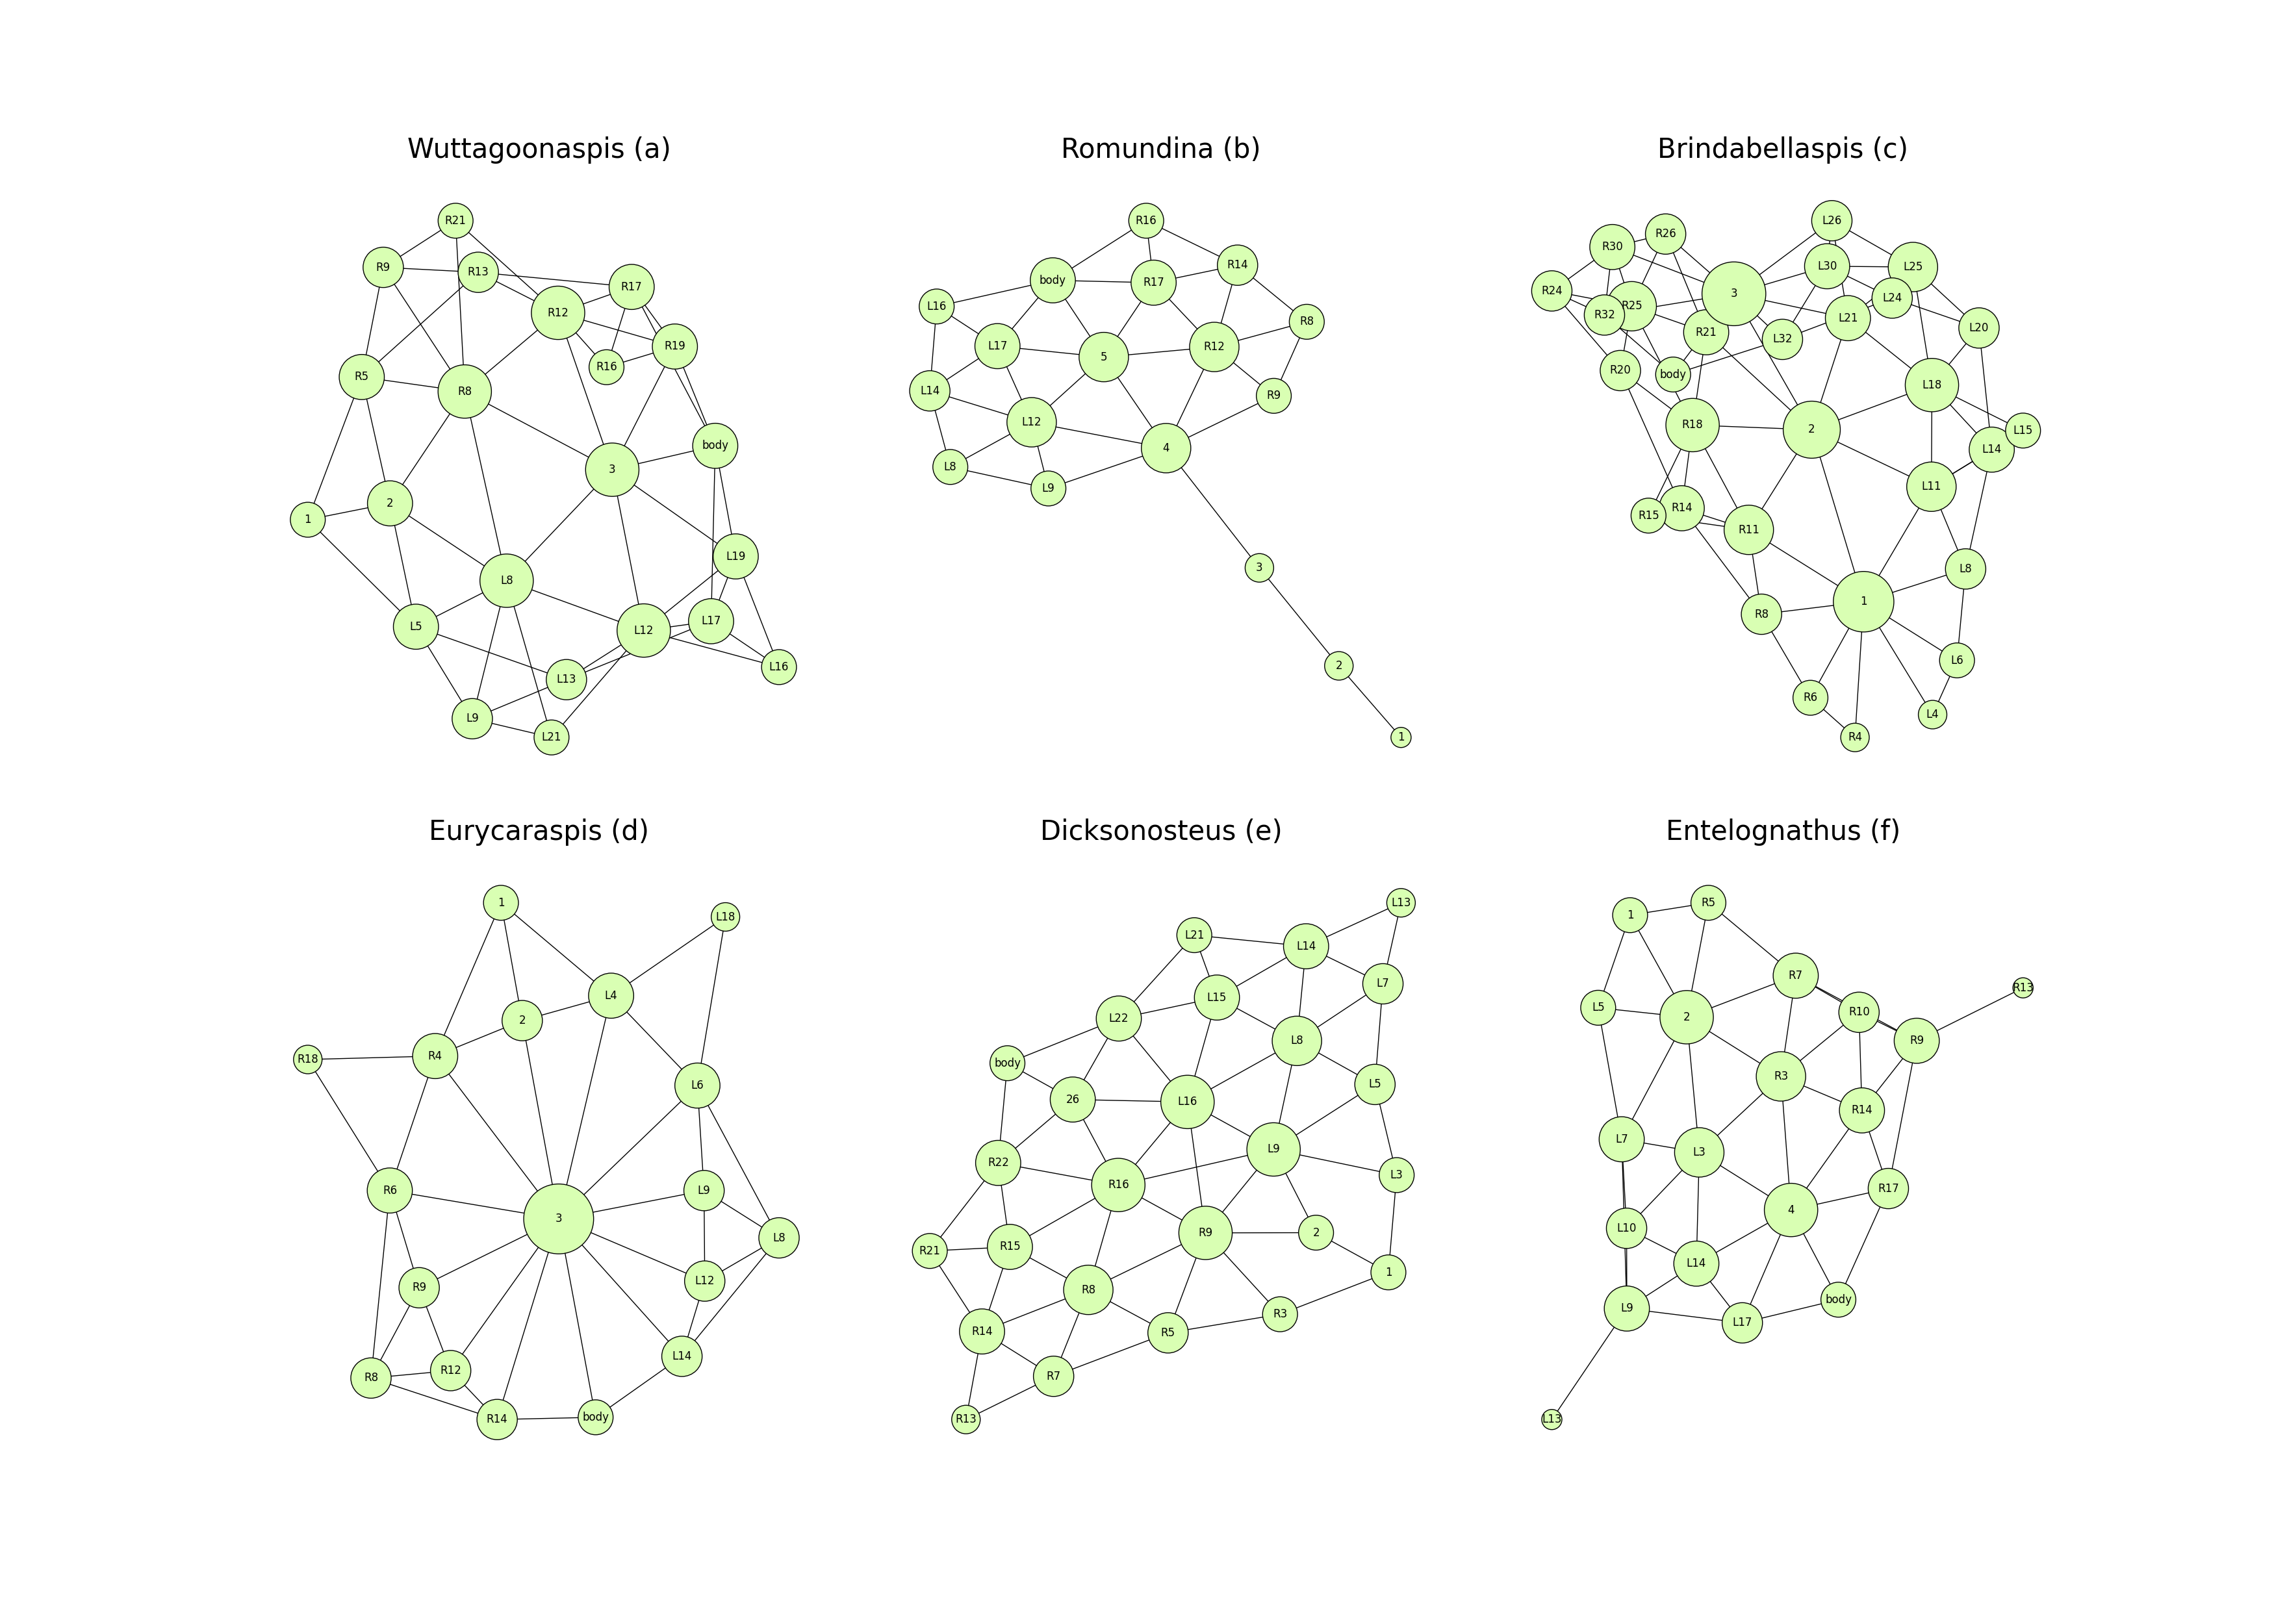 Wuttagoonaspis (a)
R21
R9
R13
R17
R12
R19
R16
R5
R8
body
3
2
1
L19
L8
L17
L12
L5
L16
L13
L9
L21
Romundina (b)
R16
R14
body
R17
L16
R8
L17
R12
5
L14
R9
L12
4
L8
L9
3
2
1
Brindabellaspis (c)
L26
R26
R30
L30
L25
R24
3
L24
R25
R32
L21
L20
R21
L32
R20
body
L18
R18
2
L15
L14
L11
R14
R15
R11
L8
1
R8
L6
R6
L4
R4
Eurycaraspis (d)
1
L18
L4
2
R4
R18
L6
R6
L9
3
L8
L12
R9
L14
R12
R8
body
R14
Dicksonosteus (e)
L13
L21
L14
L7
L15
L22
L8
body
L5
26
L16
L9
R22
L3
R16
2
R9
R15
R21
1
R8
R3
R14
R5
R7
R13
Entelognathus (f)
R5
1
R7
R13
L5
R10
2
R9
R3
R14
L7
L3
R17
4
L10
L14
body
L9
L17
L13